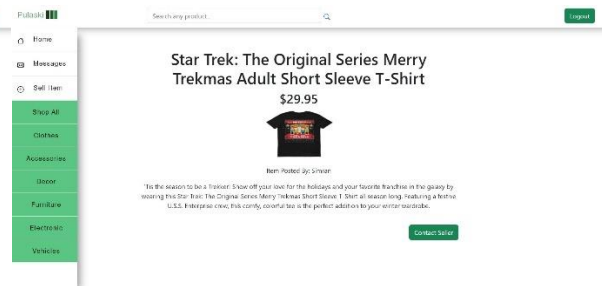 Pulaski
Search any product..
Logout
Home
Messages
Sell Item
Shop All
Clothes
Accessories
Decor
Furniture
Electronic
Vehicles
Star Trek: The Original Series Merry
Trekmas Adult Short Sleeve T-Shirt
$29.95
Item Posted By: Simran
'Tis the season to be a Trekker! Show off your love for the holidays and your favorite franchise in the galaxy by
wearing this Star Trek: The Original Series Merry Trekmas Short Sleeve T-Shirt all season long. Featuring a festive
U.S.S. Enterprise crew, this comfy, colorful tee is the perfect addition to your winter wardrobe.
Contact Seller